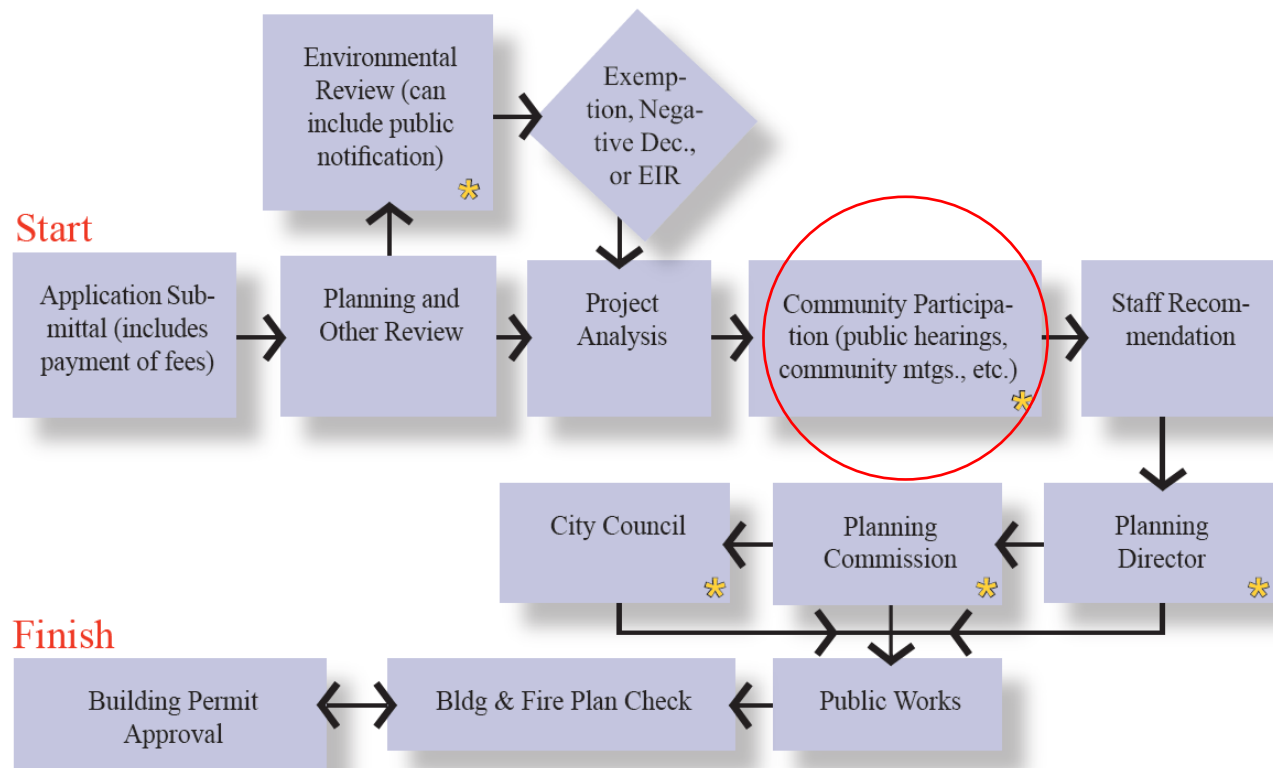 Environmental
Review (can
include public
notification)
*
Exemp-
tion, Nega-
tive Dec.,
or EIR
Start
Application Sub-
mittal (includes
payment of fees)
Planning and
Other Review
Project
Analysis
Community Participa-
tion (public hearings,
community mtgs., etc.)
*
Staff Recom-
mendation
City Council
*
Planning
Commission
*
Planning
Director
*
Finish
Building Permit
Approval
Bldg & Fire Plan Check
Public Works